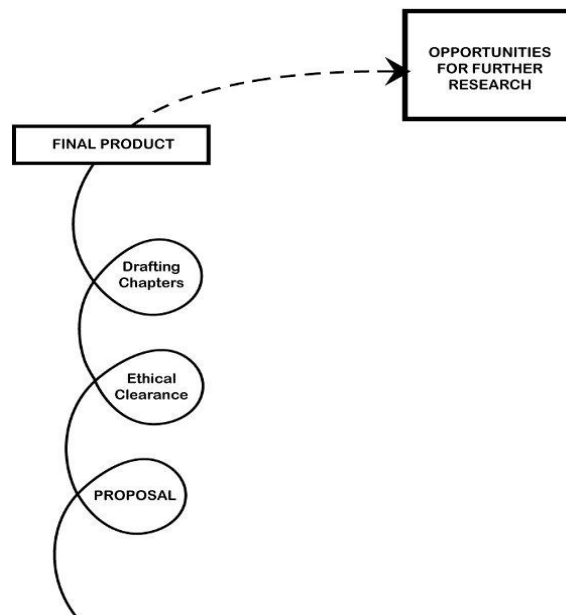 OPPORTUNITIES
FOR FURTHER
RESEARCH
FINAL PRODUCT
Drafting
Chapters
Ethical
Clearance
PROPOSAL